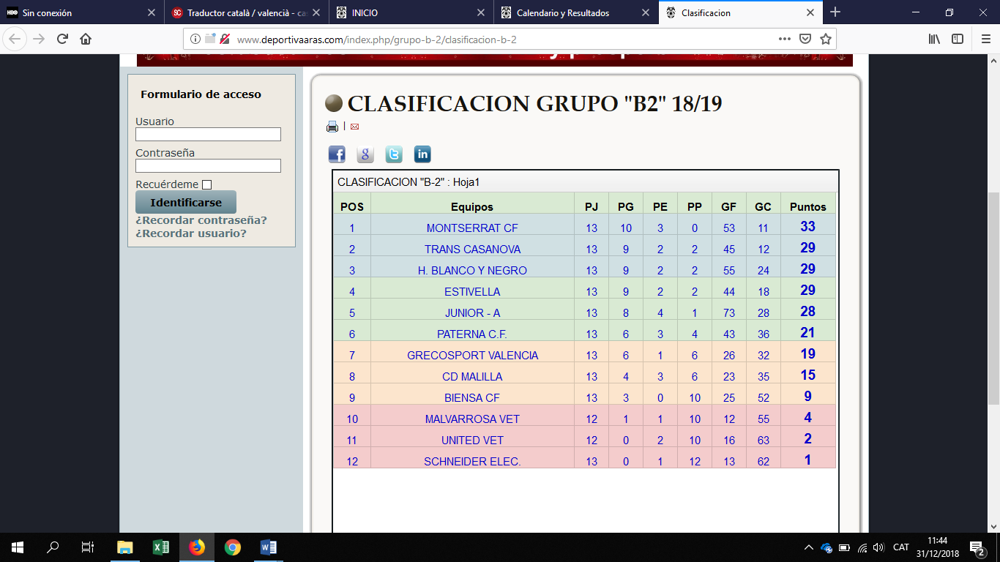 Sin conexión
Traductor català / valencià - cas
INICIO
Calendario y Resultados
Clasificacion
www.deportivaaras.com/index.php/grupo-b-2/clasificacion-b-2
Formulario de acceso
Usuario
Contraseña
Recuérdeme
Identificarse
¿Recordar contraseña?
¿Recordar usuario?
CLASIFICACION GRUPO "B2" 18/19
CLASIFICACION "B-2" : Hoja1
POS Equipos PJ PG PE PP GF GC Puntos
1 MONTSERRAT CF 13 10 3 0 53 11 33
2 TRANS CASANOVA 13 9 2 2 45 12 29
3 H. BLANCO Y NEGRO 13 9 2 2 55 24 29
4 ESTIVELLA 13 9 2 2 44 18 29
5 JUNIOR - A 13 8 4 1 73 28 28
6 PATERNA C.F. 13 6 3 4 43 36 21
7 GRECOSPORT VALENCIA 13 6 1 6 26 32 19
8 CD MALILLA 13 4 3 6 23 35 15
9 BIENSA CF 13 3 0 10 25 52 9
10 MALVARROSA VET 12 1 1 10 12 55 4
11 UNITED VET 12 0 2 10 16 63 2
12 SCHNEIDER ELEC. 13 0 1 12 13 62 1
CAT
11:44
31/12/2018
2